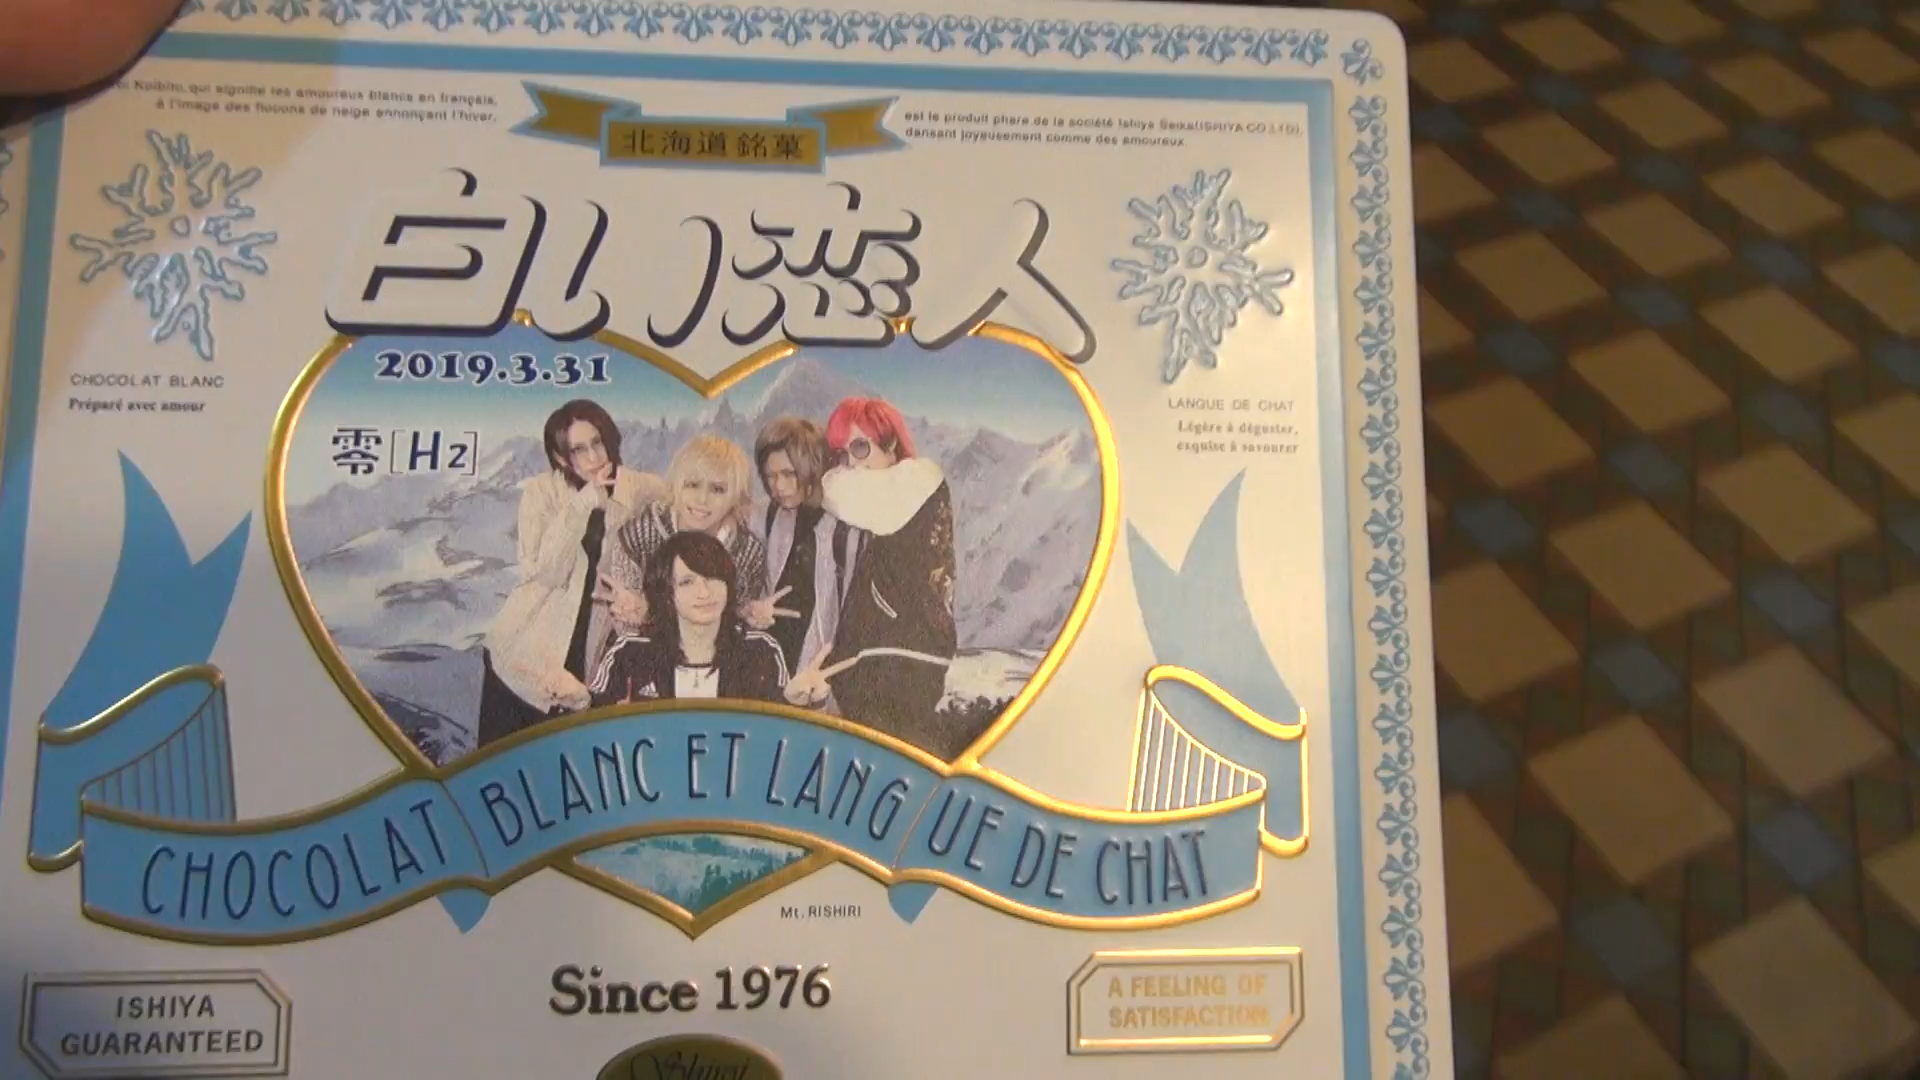 Koibito, qui signifie les amoureux blancs en français,
à l'image des flocons de neige annonçant l'hiver,
est le produit phare de la société Ishiya Seika(ISHIYA CO.,LTD),
dansant joyeusement comme des amoureux.
北海道銘菓
白い恋人
2019.3.31
零[H2]
CHOCOLAT BLANC
Préparé avec amour
LANGUE DE CHAT
Légère à déguster,
exquise à savourer
CHOCOLAT BLANC ET LANGUE DE CHAT
Mt. RISHIRI
Since 1976
ISHIYA
GUARANTEED
A FEELING OF
SATISFACTION